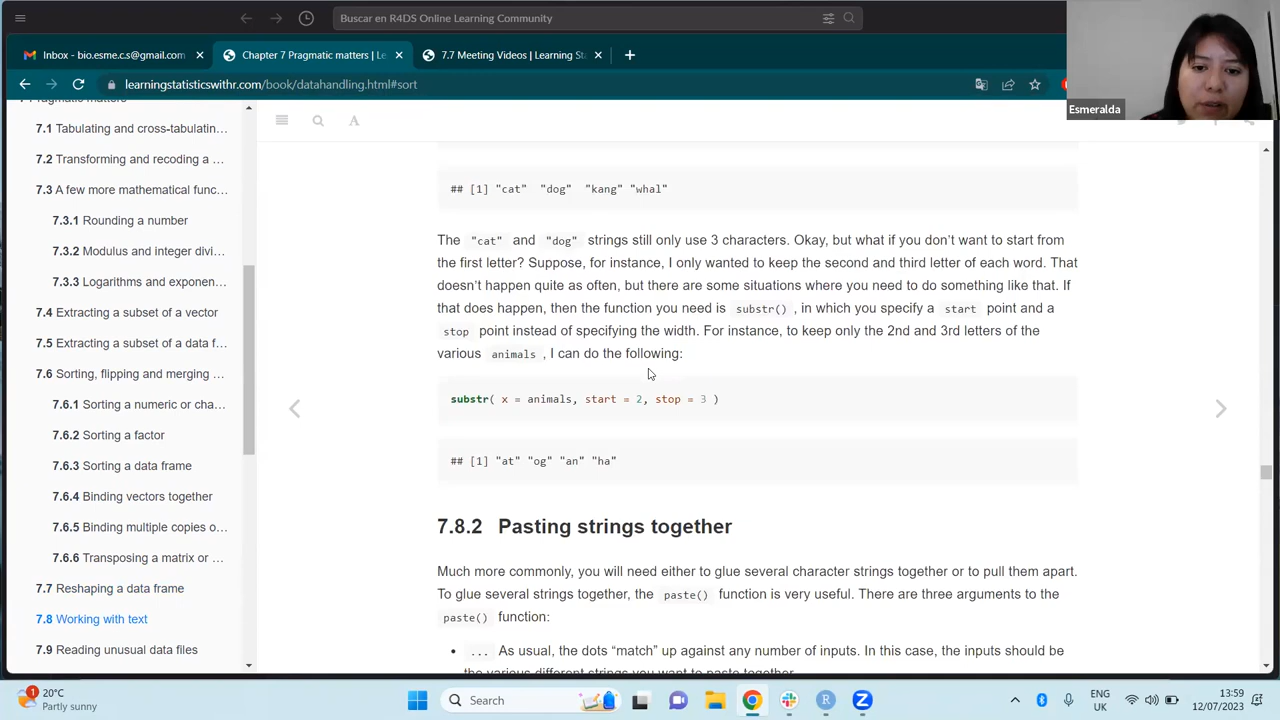 Buscar en R4DS Online Learning Community
Inbox - bio.esme.c.s@gmail.com
Chapter 7 Pragmatic matters | Le
7.7 Meeting Videos | Learning St
learningstatisticswithr.com/book/datahandling.html#sort
Esmeralda
7.1 Tabulating and cross-tabulatin...
7.2 Transforming and recoding a ...
7.3 A few more mathematical func...
7.3.1 Rounding a number
7.3.2 Modulus and integer divi...
7.3.3 Logarithms and exponen...
7.4 Extracting a subset of a vector
7.5 Extracting a subset of a data f...
7.6 Sorting, flipping and merging ...
7.6.1 Sorting a numeric or cha...
7.6.2 Sorting a factor
7.6.3 Sorting a data frame
7.6.4 Binding vectors together
7.6.5 Binding multiple copies o...
7.6.6 Transposing a matrix or ...
7.7 Reshaping a data frame
7.8 Working with text
7.9 Reading unusual data files
A
## [1] "cat"  "dog"  "kang" "whal"
The "cat" and "dog" strings still only use 3 characters. Okay, but what if you don't want to start from
the first letter? Suppose, for instance, I only wanted to keep the second and third letter of each word. That
doesn't happen quite as often, but there are some situations where you need to do something like that. If
that does happen, then the function you need is substr() , in which you specify a start point and a
stop point instead of specifying the width. For instance, to keep only the 2nd and 3rd letters of the
various animals , I can do the following:
substr( x = animals, start = 2, stop = 3 )
## [1] "at" "og" "an" "ha"
7.8.2 Pasting strings together
Much more commonly, you will need either to glue several character strings together or to pull them apart.
To glue several strings together, the paste() function is very useful. There are three arguments to the
paste() function:
• ... As usual, the dots "match" up against any number of inputs. In this case, the inputs should be
the various different strings you want to paste together
1
20°C
Partly sunny
Search
R
Z
ENG
UK
13:59
12/07/2023